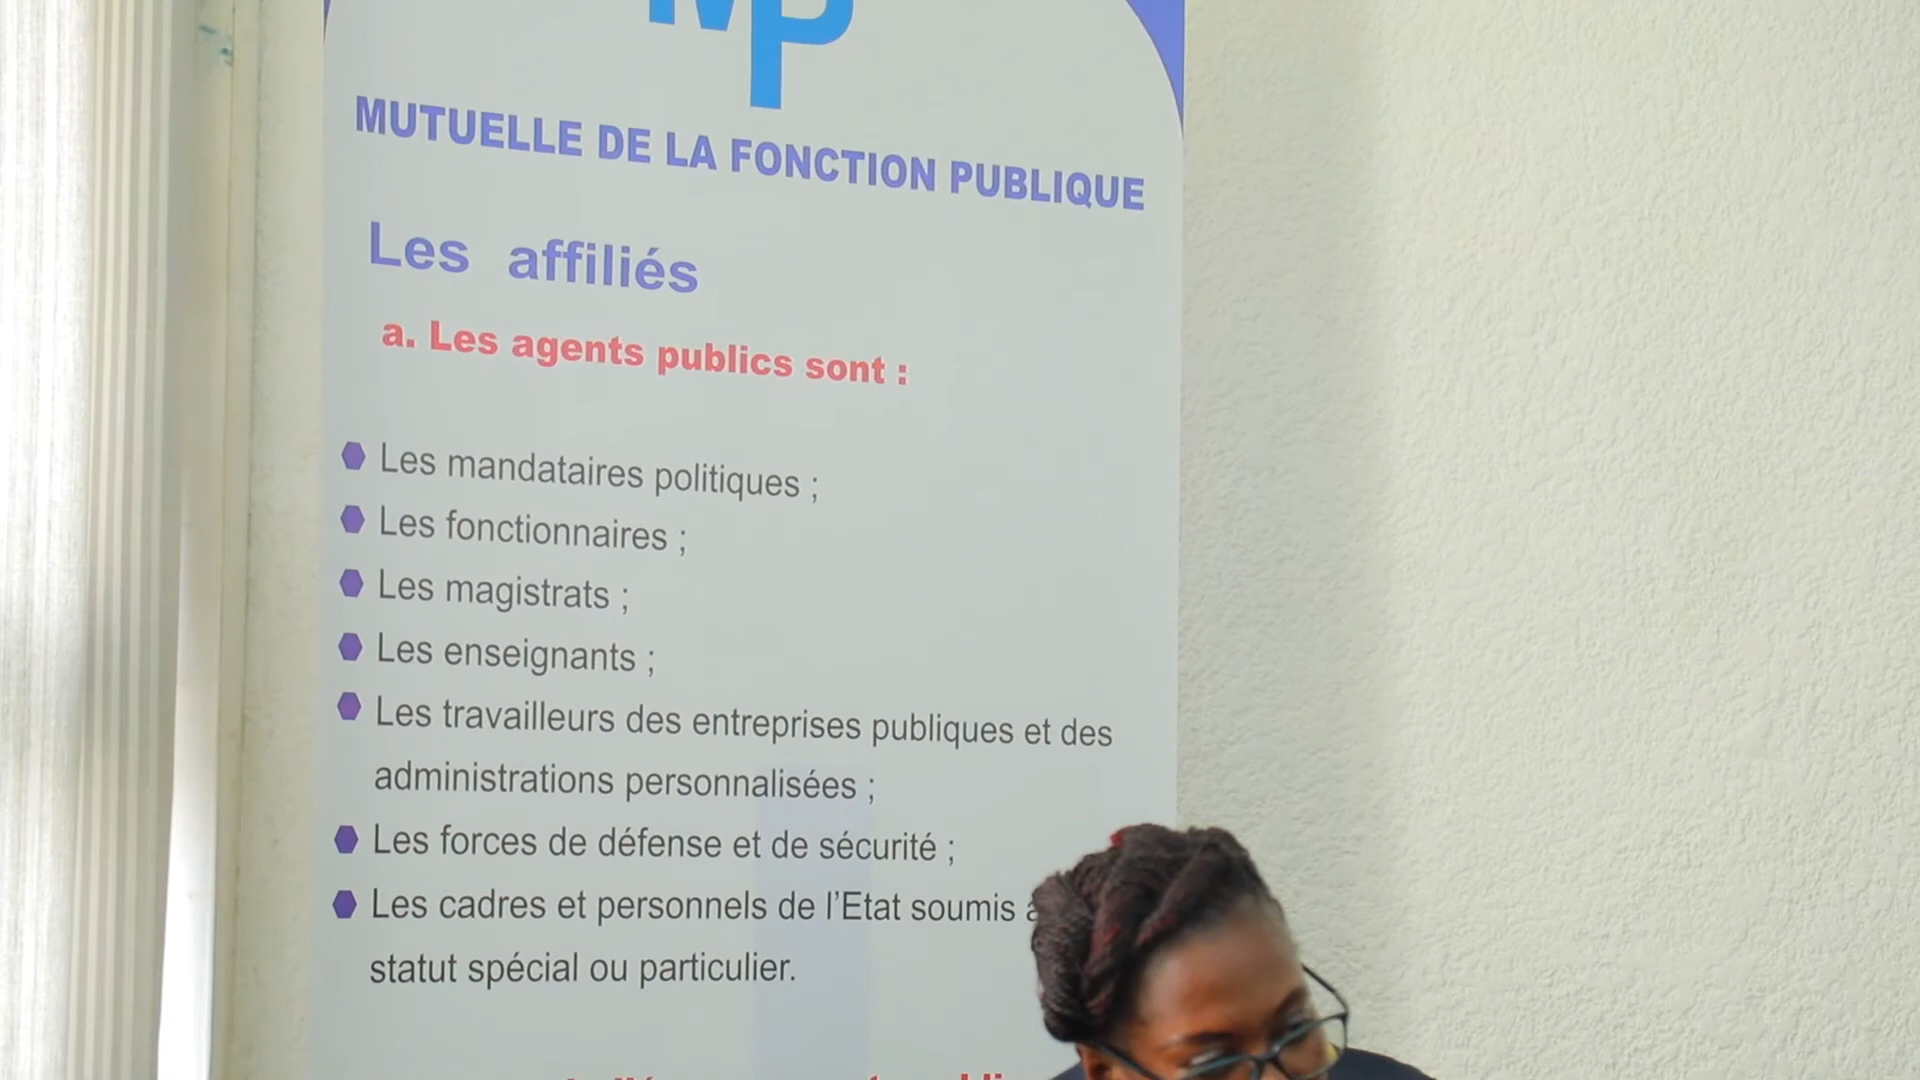 MUTUELLE DE LA FONCTION PUBLIQUE
Les affiliés
a. Les agents publics sont :
Les mandataires politiques ;
Les fonctionnaires ;
Les magistrats ;
Les enseignants ;
Les travailleurs des entreprises publiques et des
administrations personnalisées ;
Les forces de défense et de sécurité ;
Les cadres et personnels de l'Etat soumis
statut spécial ou particulier.